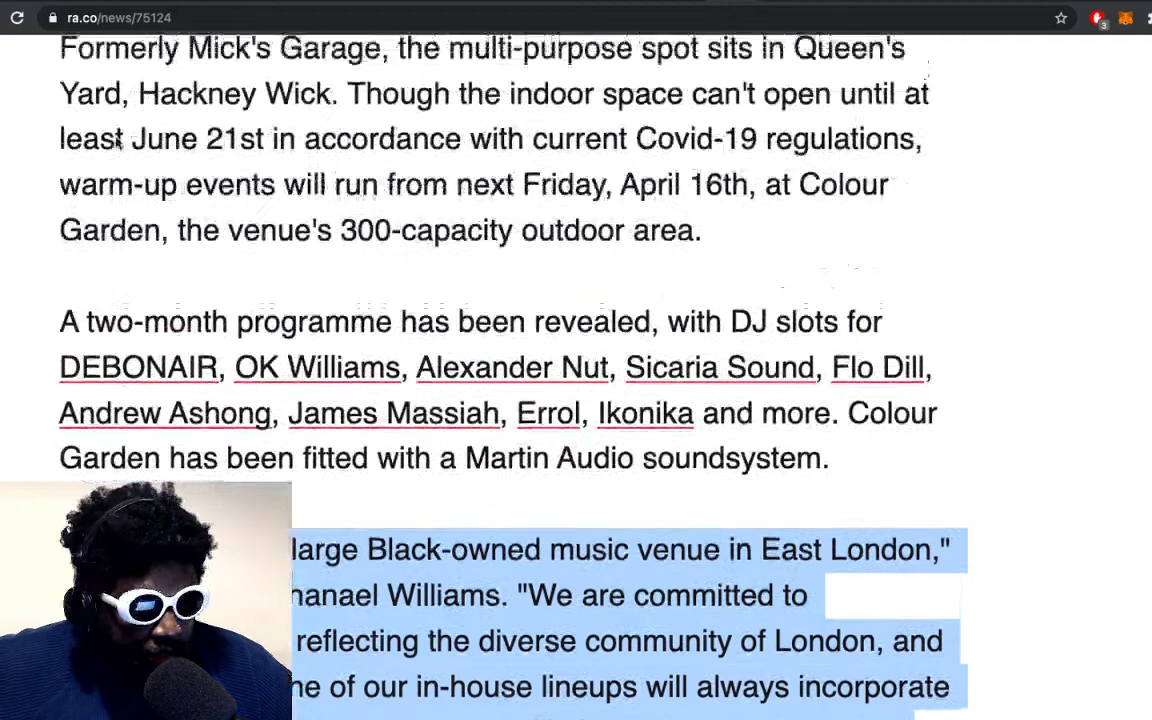 ra.co/news/75124
3
Formerly Mick's Garage, the multi-purpose spot sits in Queen's
Yard, Hackney Wick. Though the indoor space can't open until at
least June 21st in accordance with current Covid-19 regulations,
warm-up events will run from next Friday, April 16th, at Colour
Garden, the venue's 300-capacity outdoor area.
A two-month programme has been revealed, with DJ slots for
DEBONAIR, OK Williams, Alexander Nut, Sicaria Sound, Flo Dill,
Andrew Ashong, James Massiah, Errol, Ikonika and more. Colour
Garden has been fitted with a Martin Audio soundsystem.
large Black-owned music venue in East London,"
Williams. "We are committed to
reflecting the diverse community of London, and
of our in-house lineups will always incorporate